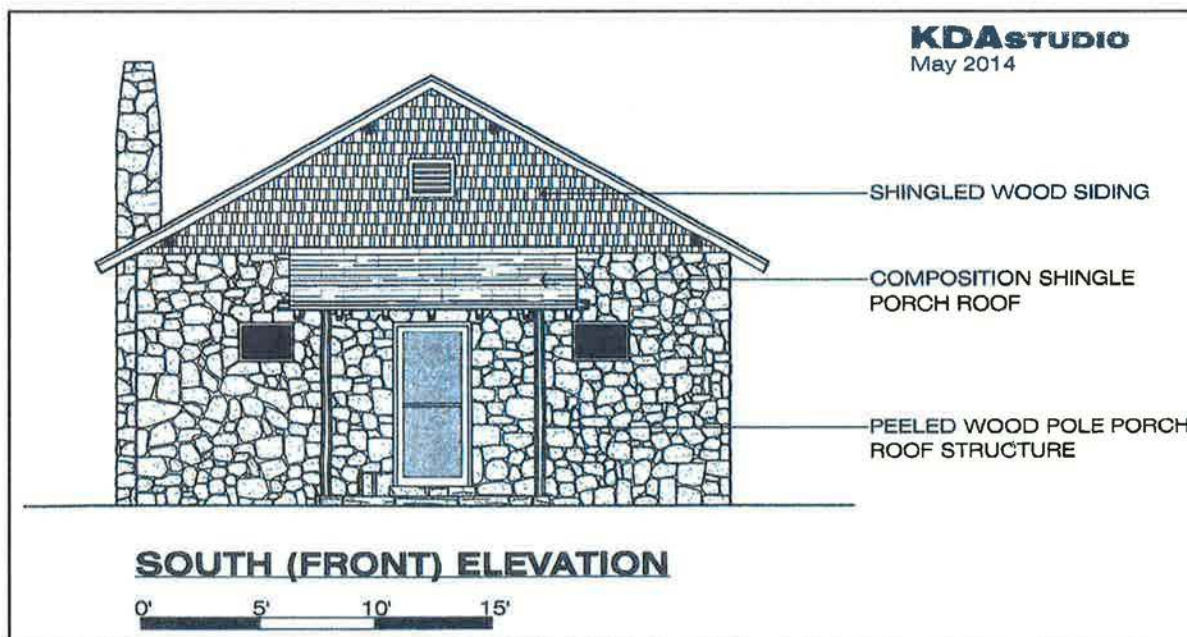 KDASTUDIO
May 2014
SHINGLED WOOD SIDING
COMPOSITION SHINGLE
PORCH ROOF
PEELED WOOD POLE PORCH
ROOF STRUCTURE
SOUTH (FRONT) ELEVATION
0' 5' 10' 15'